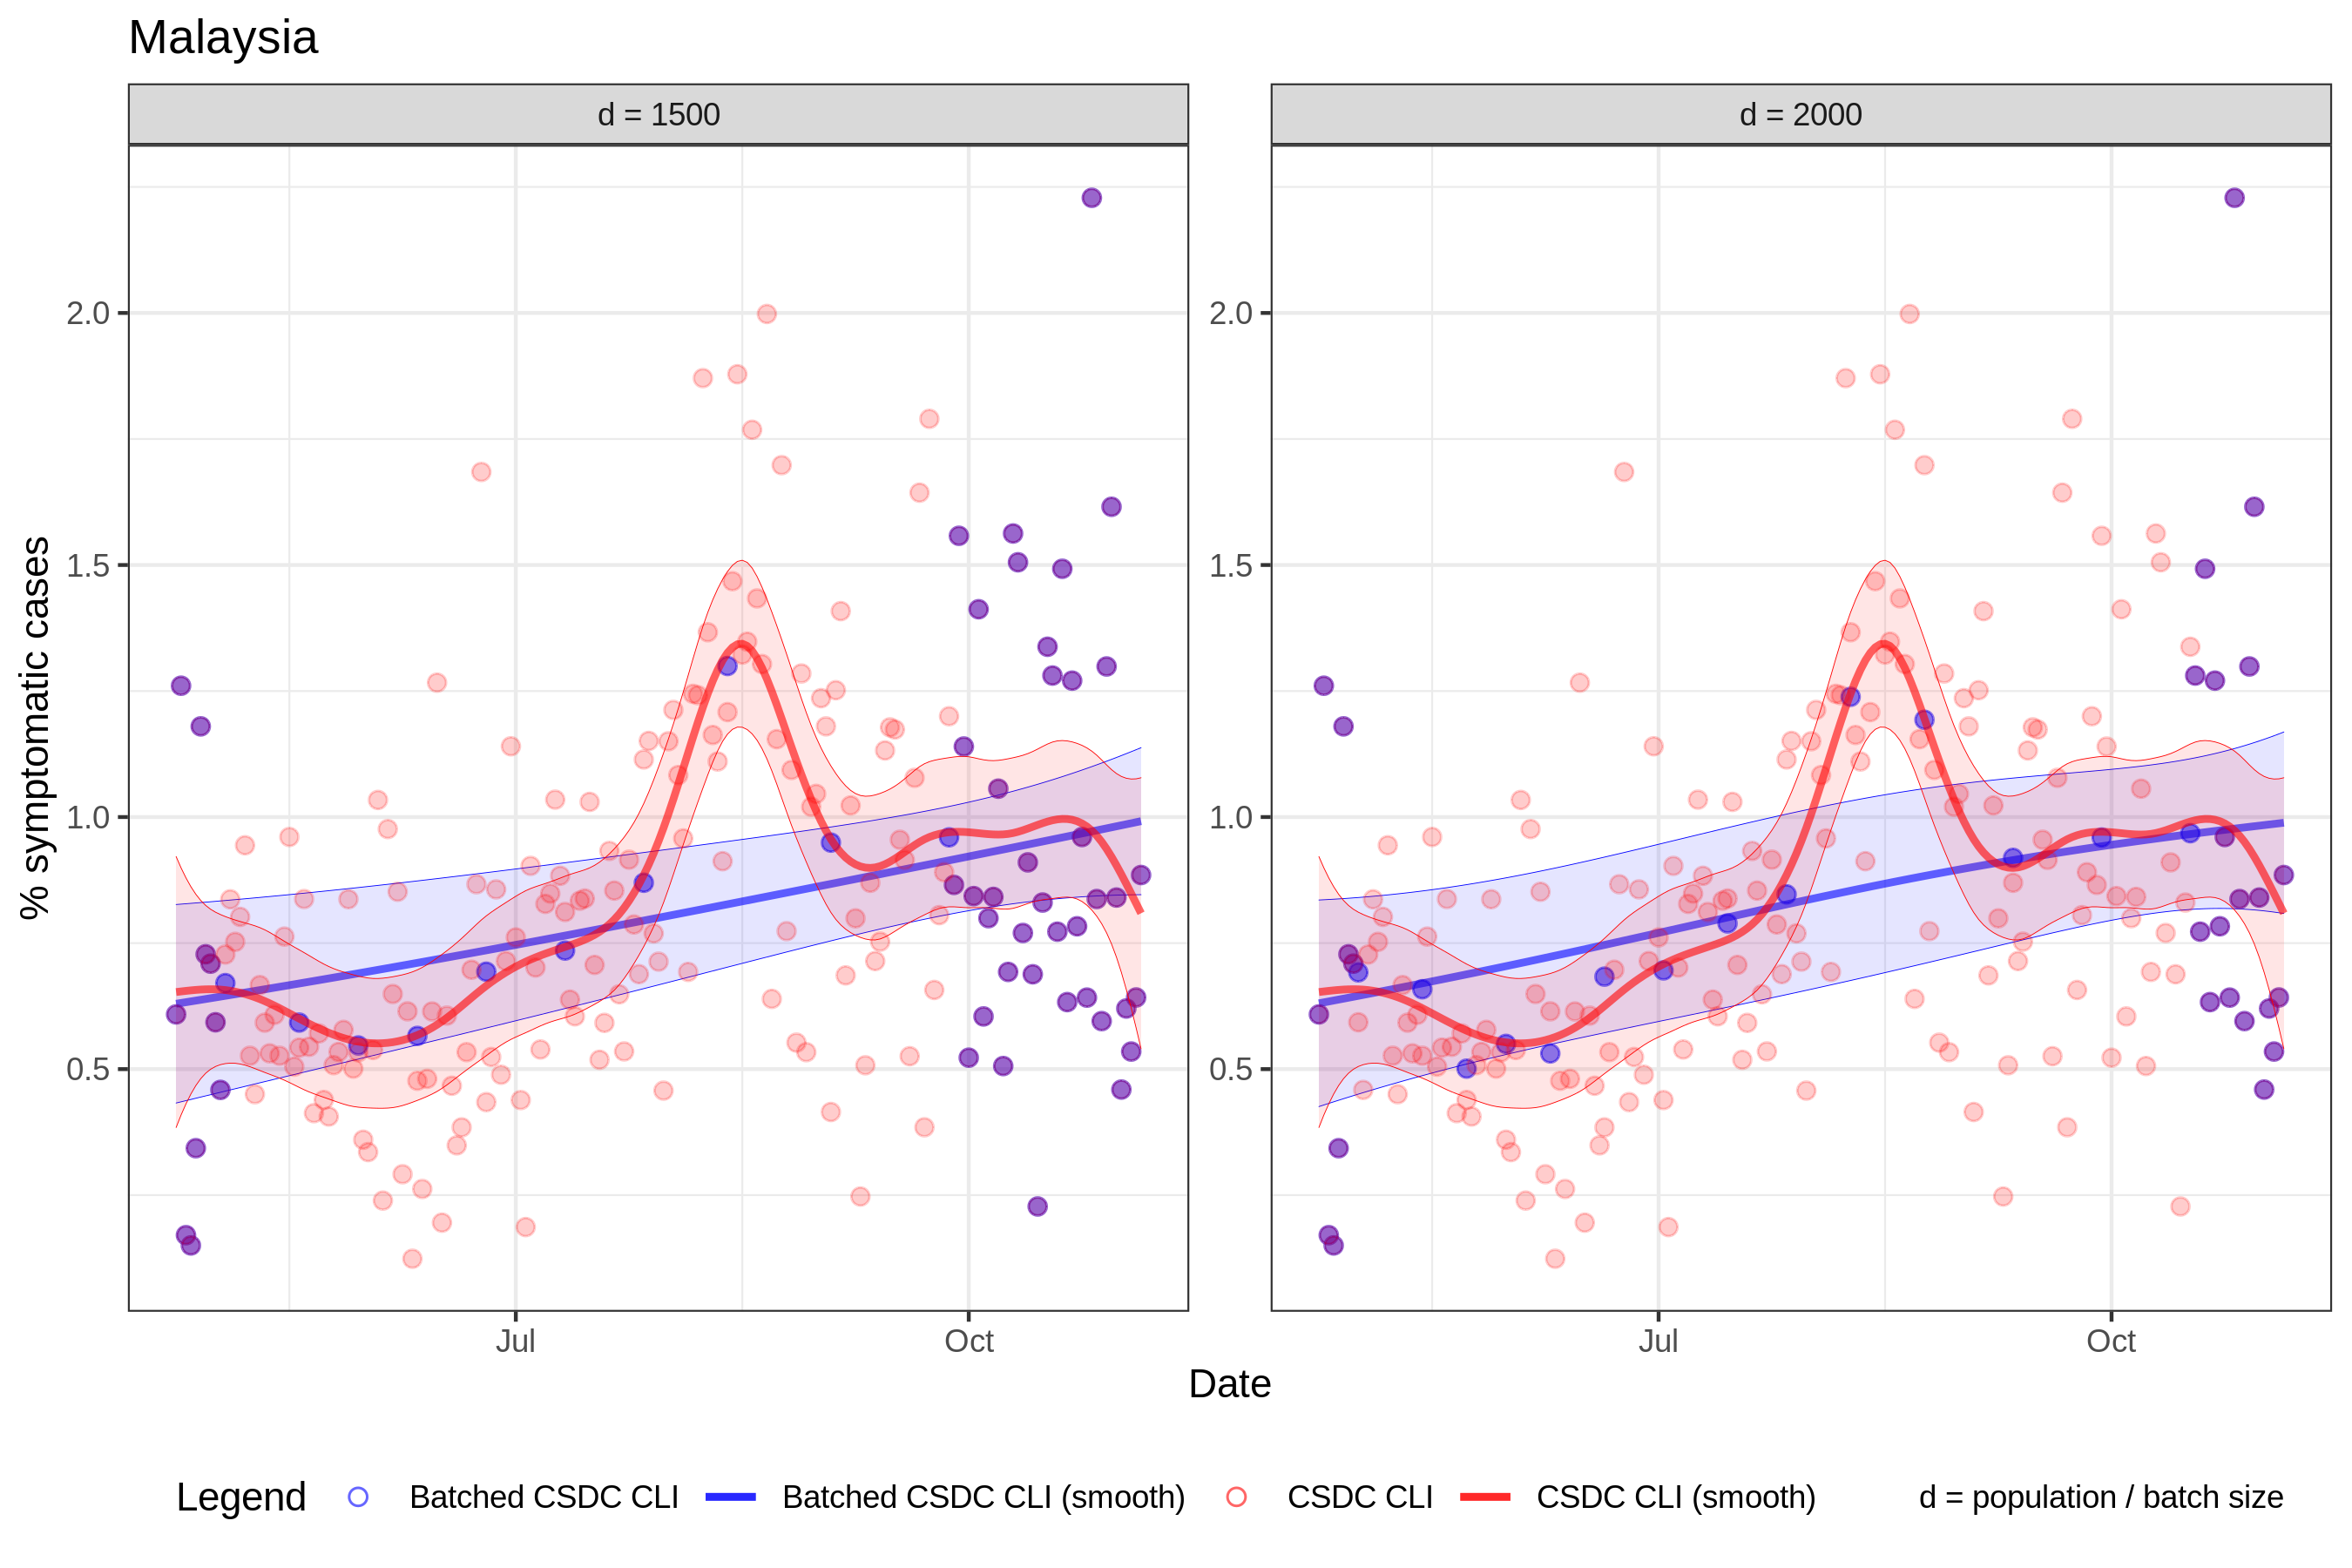 Malaysia
d = 1500
d = 2000
% symptomatic cases
2.0
1.5
1.0
0.5
2.0
1.5
1.0
0.5
Jul
Oct
Jul
Oct
Date
Legend
Batched CSDC CLI
Batched CSDC CLI (smooth)
CSDC CLI
CSDC CLI (smooth)
d = population / batch size